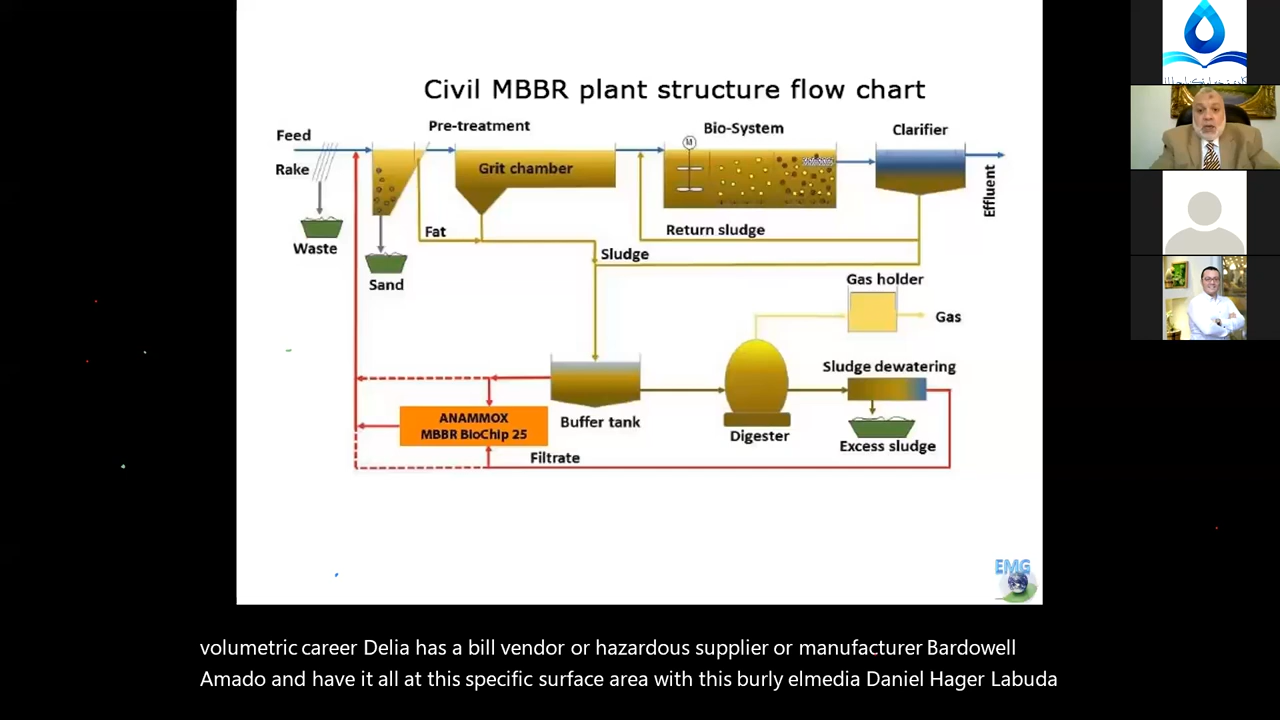 Civil MBBR plant structure flow chart
Feed
Pre-treatment
Bio-System
Clarifier
M
Rake
Grit chamber
Effluent
Waste
Fat
Return sludge
Sand
Sludge
Gas holder
Gas
Sludge dewatering
ANAMMOX
MBBR BioChip 25
Buffer tank
Digester
Excess sludge
Filtrate
EMG
volumetric career Delia has a bill vendor or hazardous supplier or manufacturer Bardowell
Amado and have it all at this specific surface area with this burly elmedia Daniel Hager Labuda